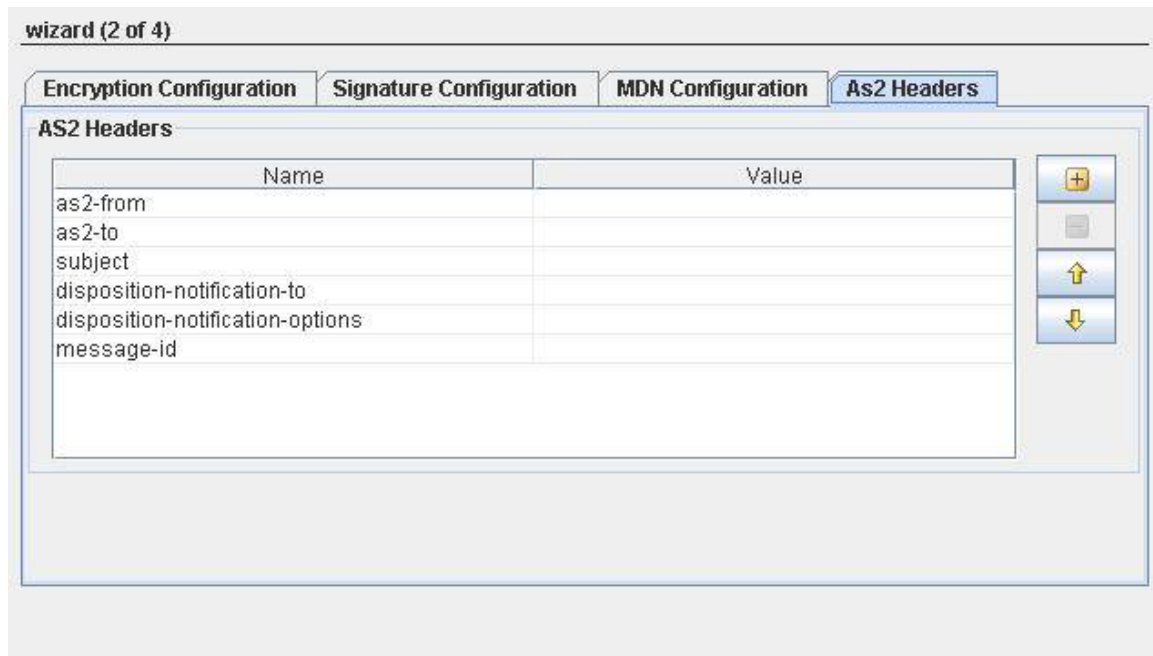 wizard (2 of 4)
Encryption Configuration Signature Configuration MDN Configuration As2 Headers
AS2 Headers
Name Value
as2-from
as2-to
subject
disposition-notification-to
disposition-notification-options
message-id